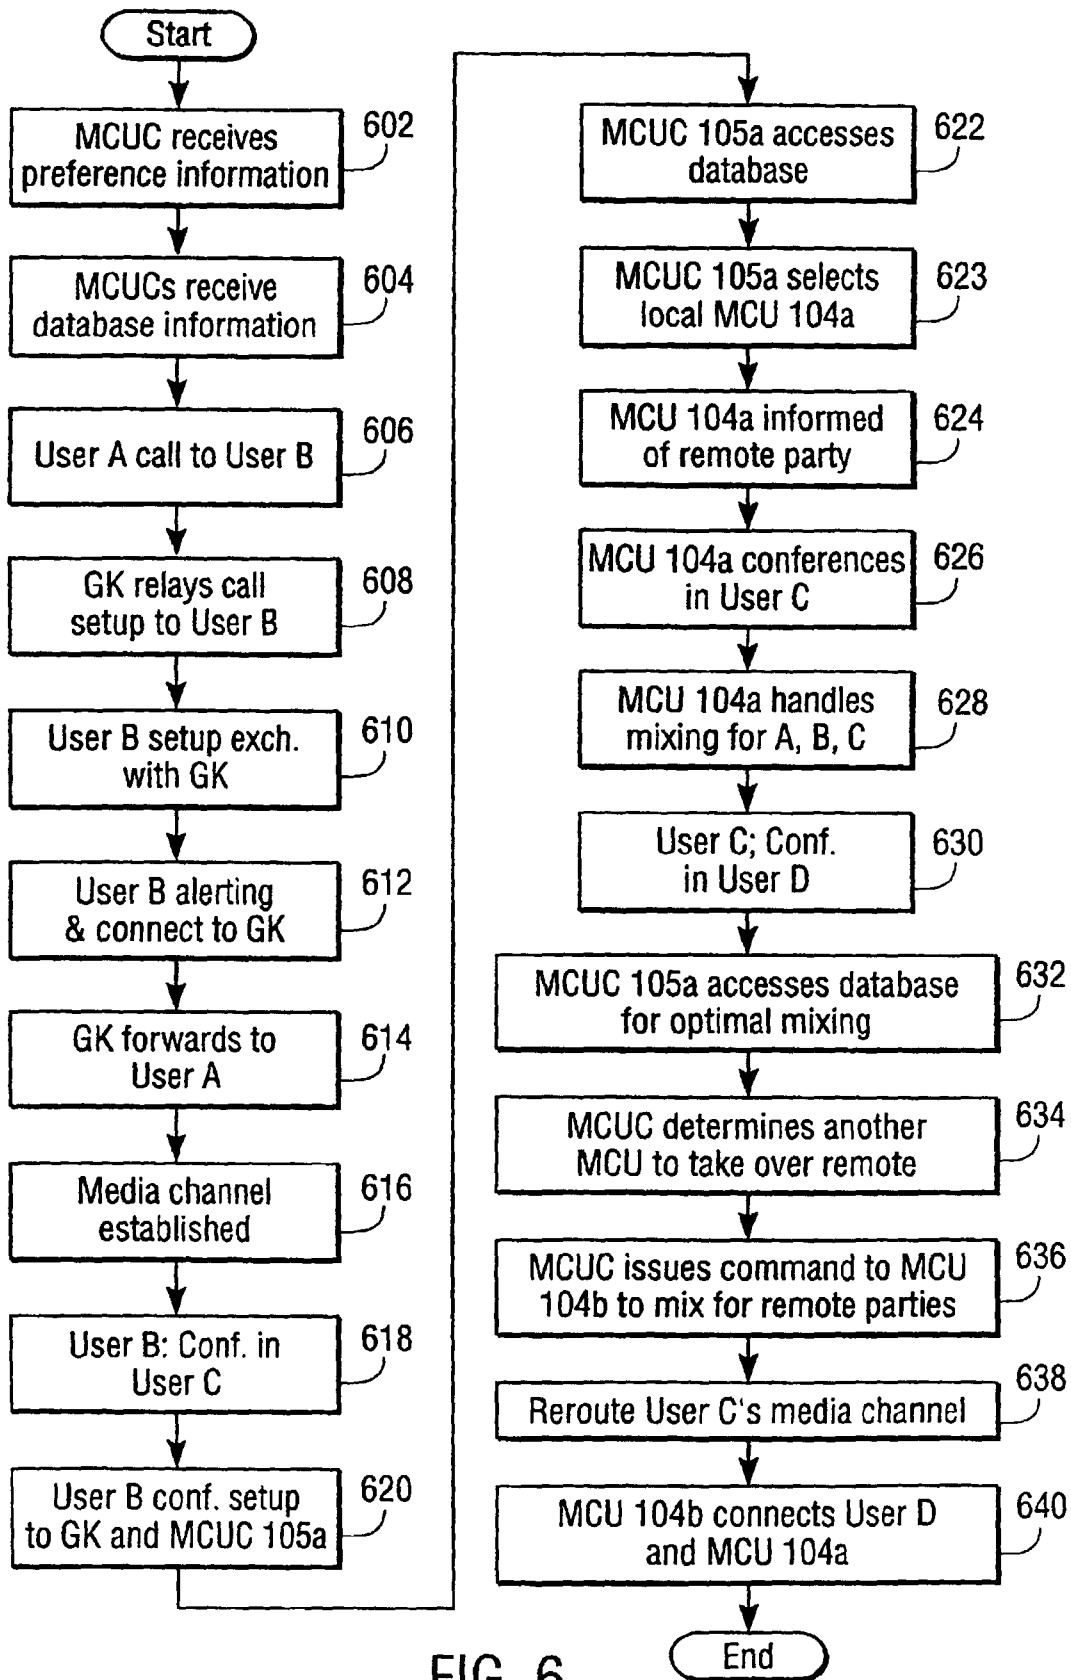 Start
MCUC receives
preference information
602
MCUCs receive
database information
604
User A call to User B
606
GK relays call
setup to User B
608
User B setup exch.
with GK
610
User B alerting
& connect to GK
612
GK forwards to
User A
614
Media channel
established
616
User B: Conf. in
User C
618
User B conf. setup
to GK and MCUC 105a
620
MCUC 105a accesses
database
622
MCUC 105a selects
local MCU 104a
623
MCU 104a informed
of remote party
624
MCU 104a conferences
in User C
626
MCU 104a handles
mixing for A, B, C
628
User C; Conf.
in User D
630
MCUC 105a accesses database
for optimal mixing
632
MCUC determines another
MCU to take over remote
634
MCUC issues command to MCU
104b to mix for remote parties
636
Reroute User C's media channel
638
MCU 104b connects User D
and MCU 104a
640
End
FIG. 6